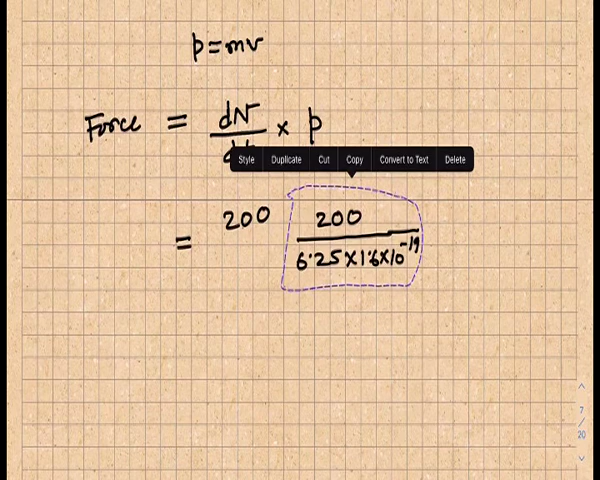 p = mv
Force = dN/dt × p
Style Duplicate Cut Copy Convert to Text Delete
= 200 200/6.25×1.6×10⁻¹⁹
7
/
20